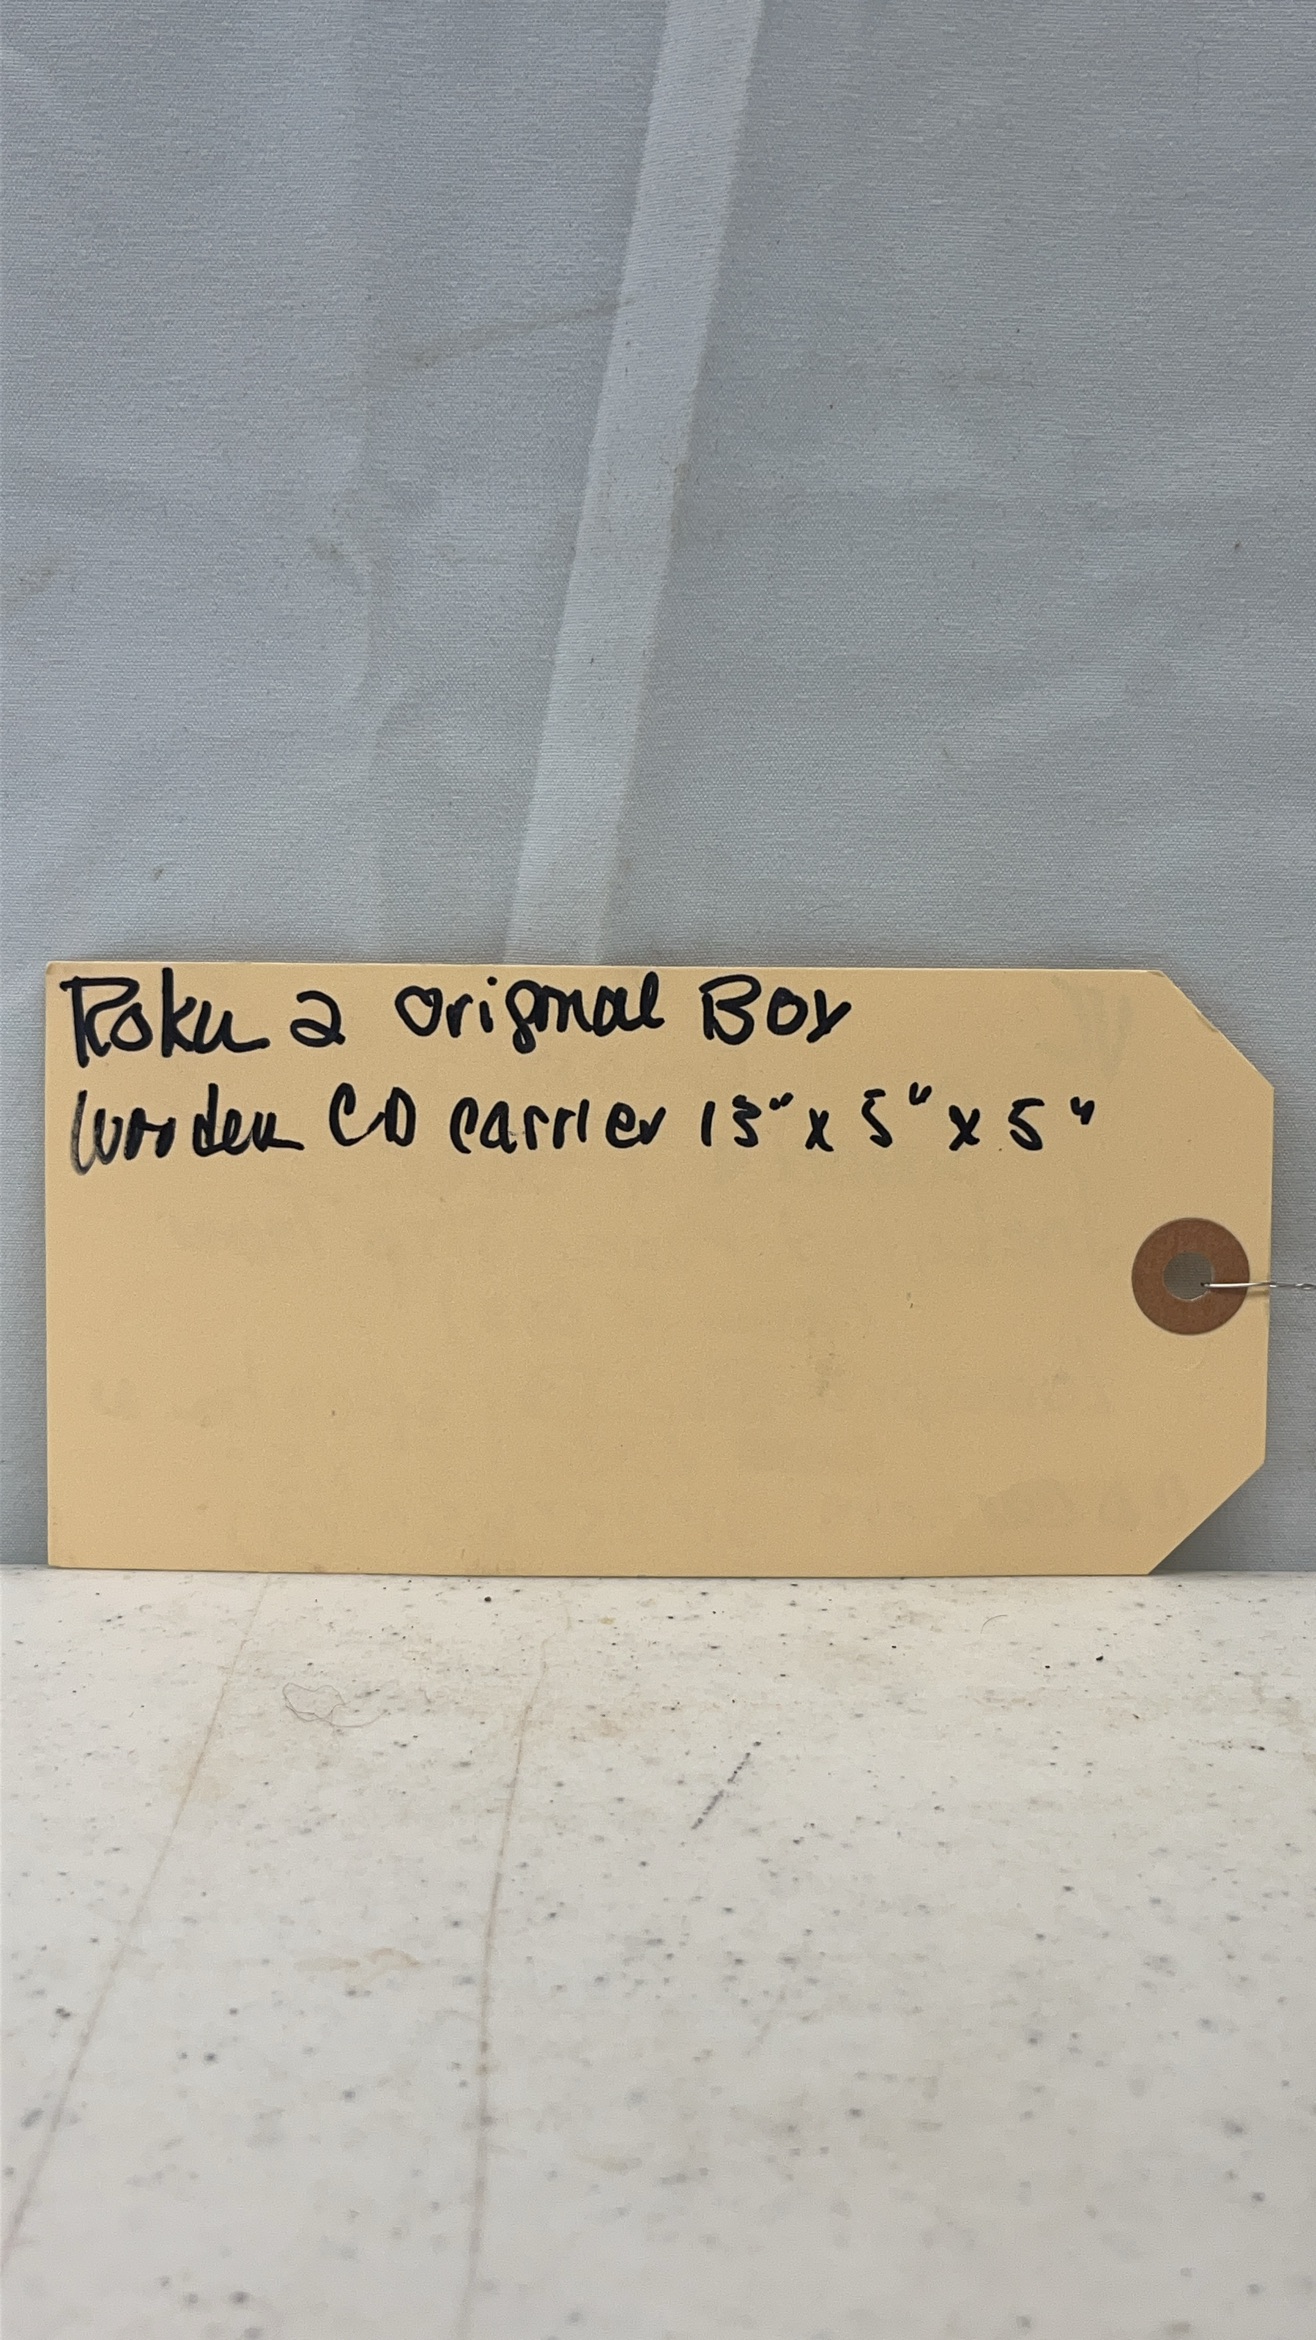 Roku 2 Original Box
Wooden CD carrier 13" x 5" x 5"